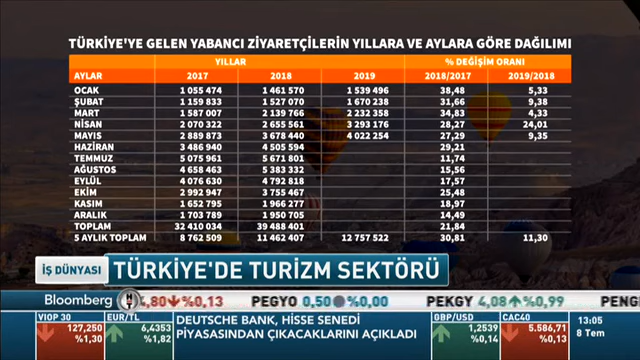 TÜRKİYE'YE GELEN YABANCI ZİYARETÇİLERİN YILLARA VE AYLARA GÖRE DAĞILIMI
YILLAR % DEĞİŞİM ORANI
AYLAR 2017 2018 2019 2018/2017 2019/2018
OCAK 1 055 474 1 461 570 1 539 496 38,48 5,33
ŞUBAT 1 159 833 1 527 070 1 670 238 31,66 9,38
MART 1 587 007 2 139 766 2 232 358 34,83 4,33
NİSAN 2 070 322 2 655 561 3 293 176 28,27 24,01
MAYIS 2 889 873 3 678 440 4 022 254 27,29 9,35
HAZİRAN 3 486 940 4 505 594 29,21
TEMMUZ 5 075 961 5 671 801 11,74
AĞUSTOS 4 658 463 5 383 332 15,56
EYLÜL 4 076 630 4 792 818 17,57
EKİM 2 992 947 3 755 467 25,48
KASIM 1 652 795 1 966 277 18,97
ARALIK 1 703 789 1 950 705 14,49
TOPLAM 32 410 034 39 488 401 21,84
5 AYLIK TOPLAM 8 762 509 11 462 407 12 757 522 30,81 11,30
İŞ DÜNYASI TÜRKİYE'DE TURİZM SEKTÖRÜ
Bloomberg HT 4,80 %0,13 PEGYO 0,50 %0,00 PEKGY 4,08 %0,99 PENG
VIOP 30 127,250 %1,30
EUR/TL 6,4353 %1,82
DEUTSCHE BANK, HİSSE SENEDİ
PİYASASINDAN ÇIKACAKLARINI AÇIKLADI
GBP/USD 1,2539 %0,14
CAC40 5.586,71 %0,13
13:05
8 Tem